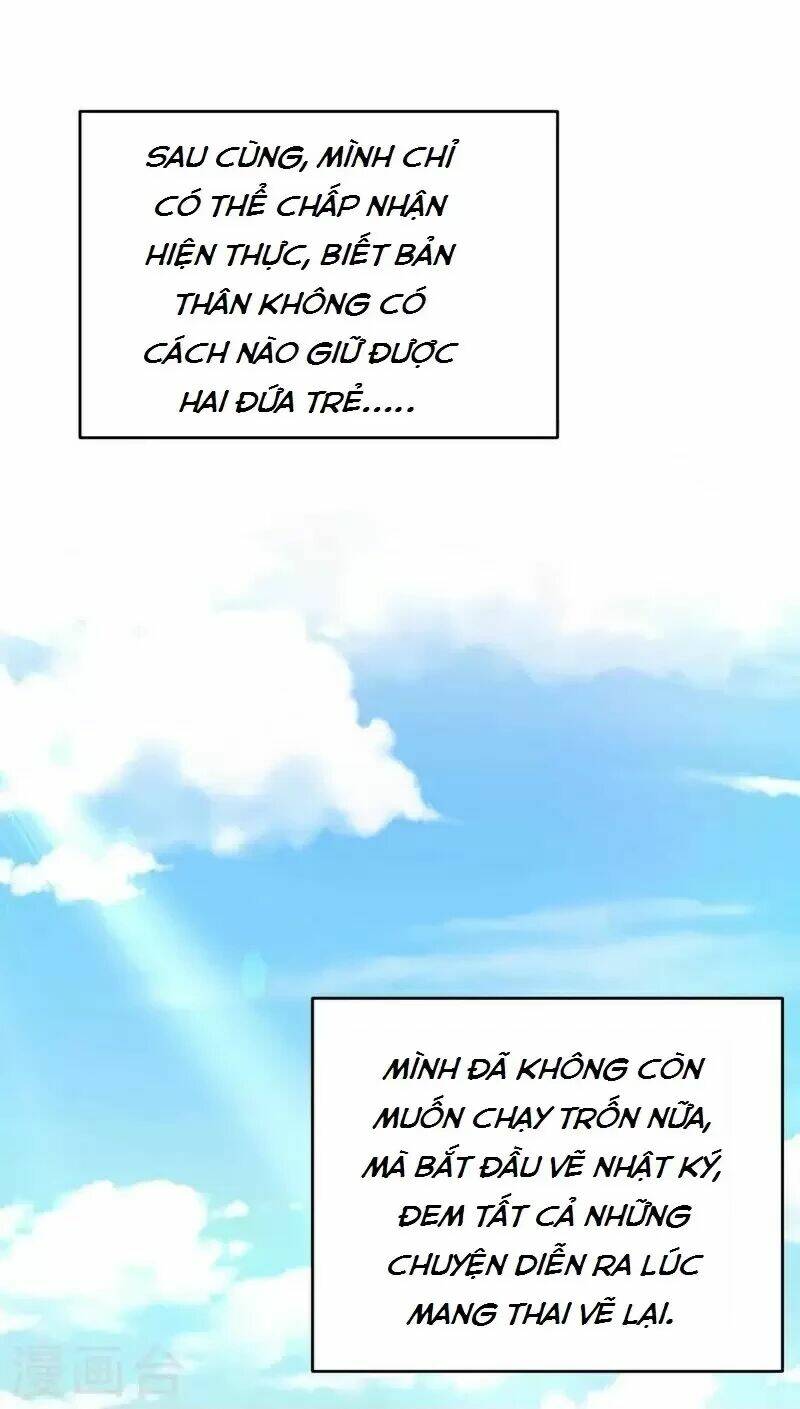 SAU CÙNG, MÌNH CHỈ
CÓ THỂ CHẤP NHẬN
HIỆN THỰC, BIẾT BẢN
THÂN KHÔNG CÓ
CÁCH NÀO GIỮ ĐƯỢC
HAI ĐỨA TRẺ.....
MÌNH ĐÃ KHÔNG CÒN
MUỐN CHẠY TRỐN NỮA,
MÀ BẮT ĐẦU VẼ NHẬT KÝ,
ĐEM TẤT CẢ NHỮNG
CHUYỆN DIỄN RA LÚC
MANG THAI VẼ LẠI.
漫画台